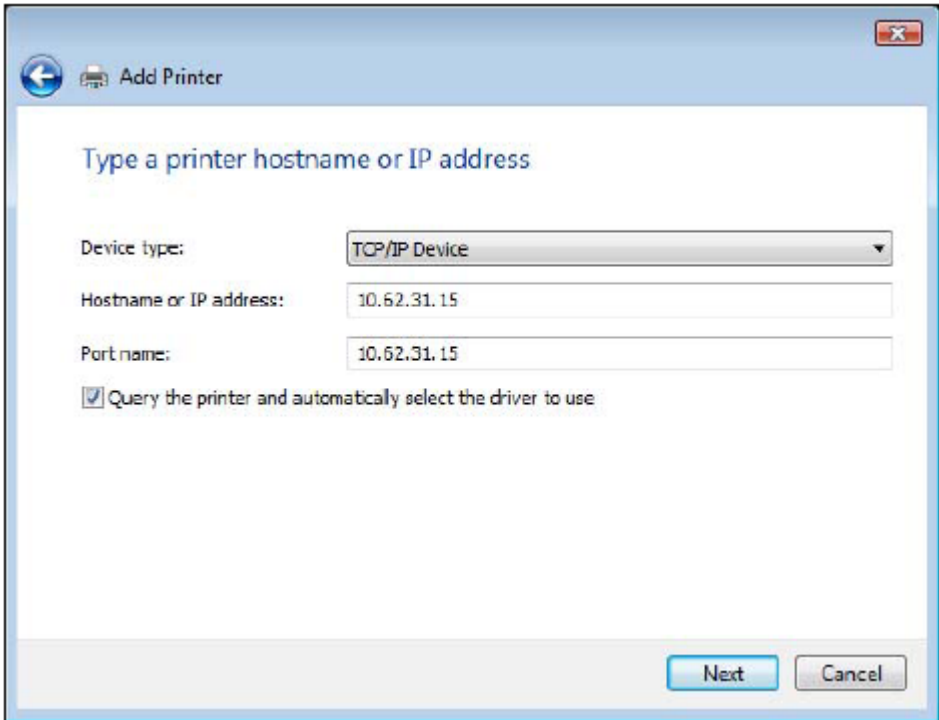 Add Printer
Type a printer hostname or IP address
Device type: TCP/IP Device
Hostname or IP address: 10.62.31.15
Port name: 10.62.31.15
Query the printer and automatically select the driver to use
Next Cancel